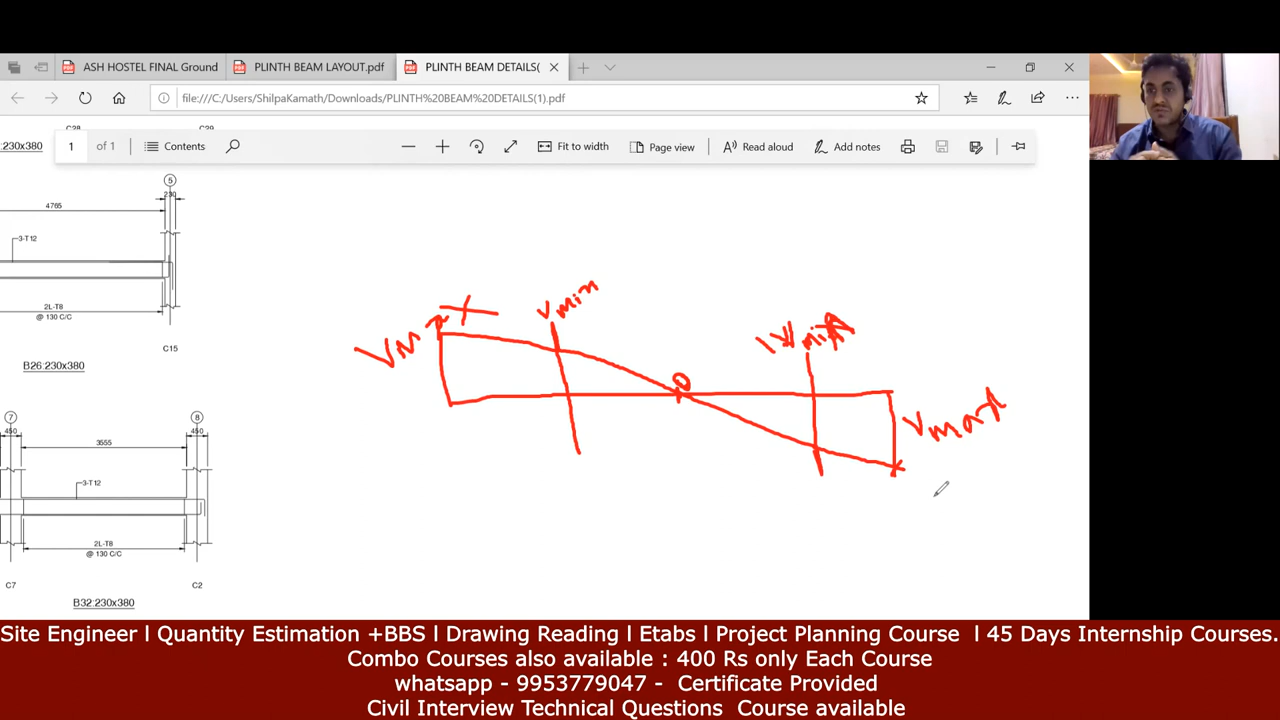 ASH HOSTEL FINAL Ground
PLINTH BEAM LAYOUT.pdf
PLINTH BEAM DETAILS(
file:///C:/Users/ShilpaKamath/Downloads/PLINTH%20BEAM%20DETAILS(1).pdf
C28
C29
:230x380
1 of 1
Contents
Fit to width
Page view
Read aloud
Add notes
5
230
4765
3-T12
2L-T8
@ 130 C/C
C15
B26:230x380
7
8
450
450
3555
3-T12
2L-T8
@ 130 C/C
C7
C2
B32:230x380
VMax
Vmin
0
Vmax
Site Engineer l Quantity Estimation +BBS l Drawing Reading l Etabs l Project Planning Course l 45 Days Internship Courses.
Combo Courses also available : 400 Rs only Each Course
whatsapp - 9953779047 - Certificate Provided
Civil Interview Technical Questions Course available